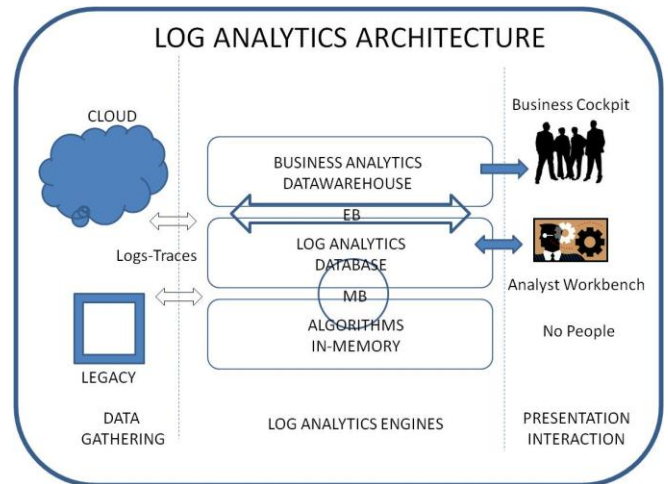 LOG ANALYTICS ARCHITECTURE
CLOUD
Logs-Traces
LEGACY
DATA
GATHERING
BUSINESS ANALYTICS
DATAWAREHOUSE
EB
LOG ANALYTICS
DATABASE
MB
ALGORITHMS
IN-MEMORY
LOG ANALYTICS ENGINES
Business Cockpit
Analyst Workbench
No People
PRESENTATION
INTERACTION